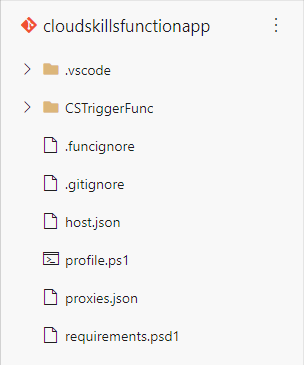 cloudskillsfunctionapp
.vscode
CSTriggerFunc
.funcignore
.gitignore
host.json
profile.ps1
proxies.json
requirements.psd1